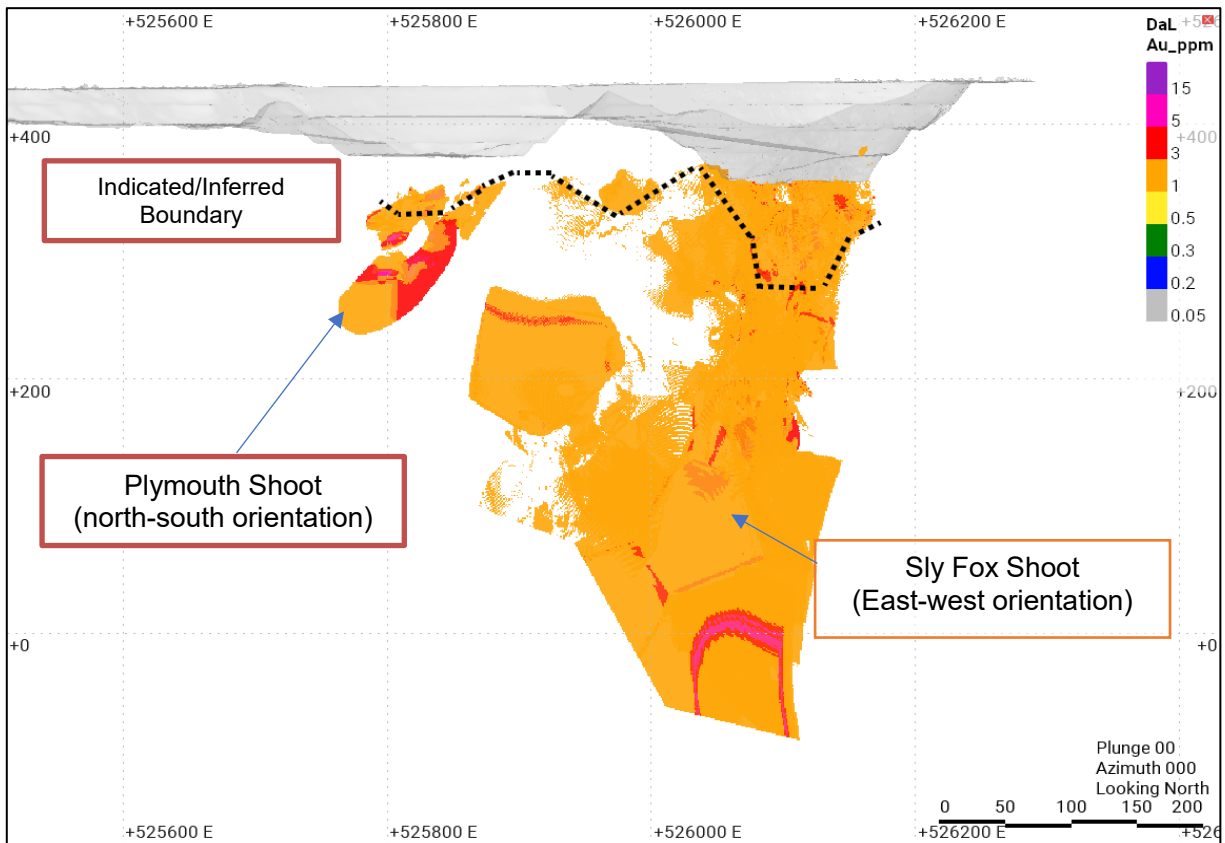 +525600 E
+525800 E
+526000 E
+526200 E
+526
DaL
Au_ppm
15
5
3
1
0.5
0.3
0.2
0.05
+400
+400
Indicated/Inferred
Boundary
+200
+200
Plymouth Shoot
(north-south orientation)
Sly Fox Shoot
(East-west orientation)
+0
+0
Plunge 00
Azimuth 000
Looking North
0 50 100 150 200
+525600 E
+525800 E
+526000 E
+526200 E
+526